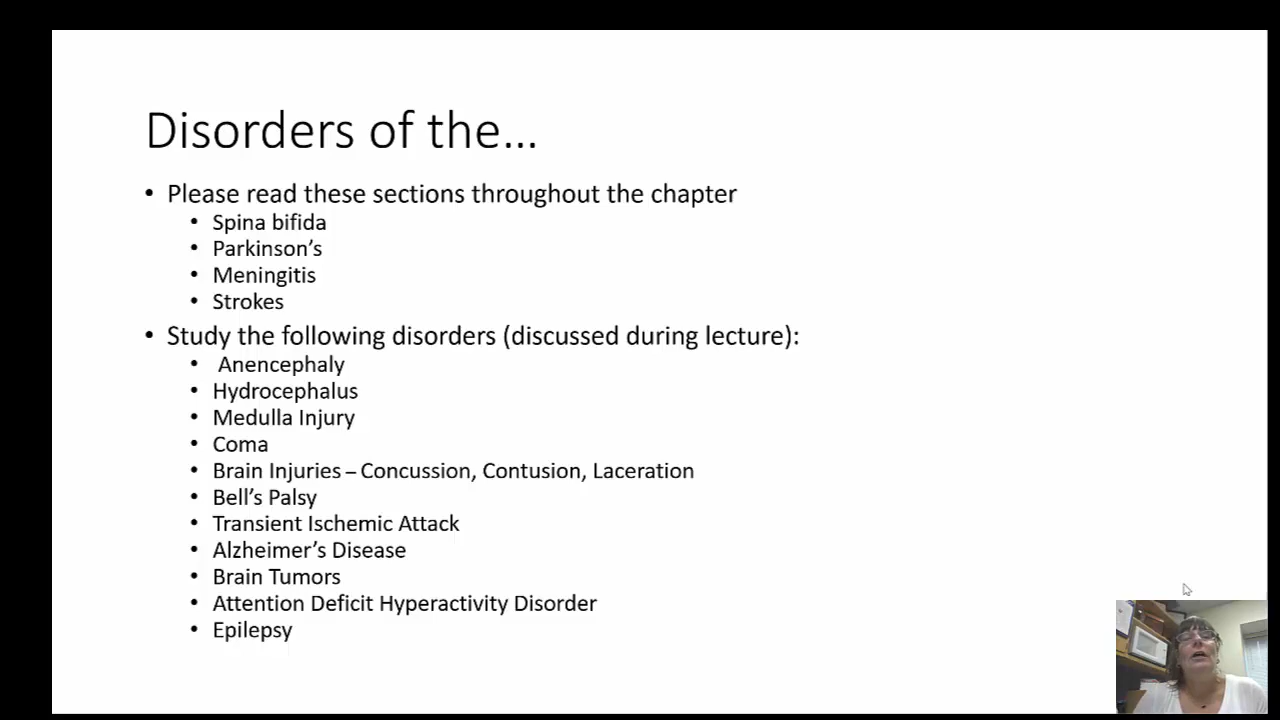 Disorders of the...
• Please read these sections throughout the chapter
• Spina bifida
• Parkinson's
• Meningitis
• Strokes
• Study the following disorders (discussed during lecture):
• Anencephaly
• Hydrocephalus
• Medulla Injury
• Coma
• Brain Injuries – Concussion, Contusion, Laceration
• Bell's Palsy
• Transient Ischemic Attack
• Alzheimer's Disease
• Brain Tumors
• Attention Deficit Hyperactivity Disorder
• Epilepsy